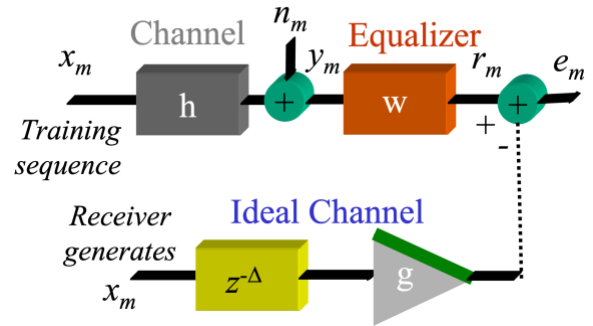 Channel
n_m
Equalizer
x_m
y_m
r_m
e_m
h
+
w
+
+
-
Training
sequence
Receiver
generates
x_m
Ideal Channel
z^{-Δ}
g